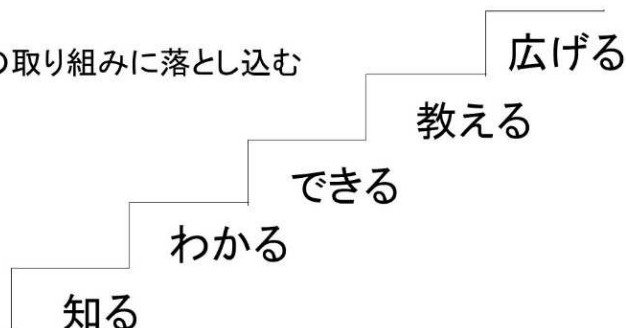 広げる
の取り組みに落とし込む
教える
できる
わかる
知る